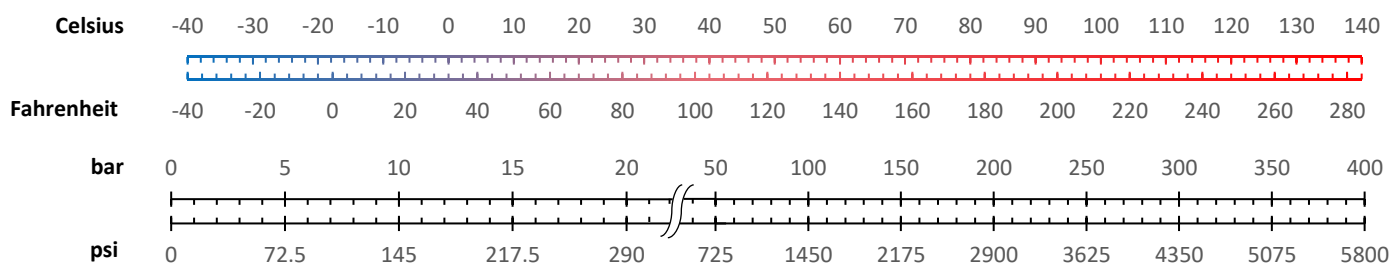 Celsius -40 -30 -20 -10 0 10 20 30 40 50 60 70 80 90 100 110 120 130 140
Fahrenheit -40 -20 0 20 40 60 80 100 120 140 160 180 200 220 240 260 280
bar 0 5 10 15 20 50 100 150 200 250 300 350 400
psi 0 72.5 145 217.5 290 725 1450 2175 2900 3625 4350 5075 5800